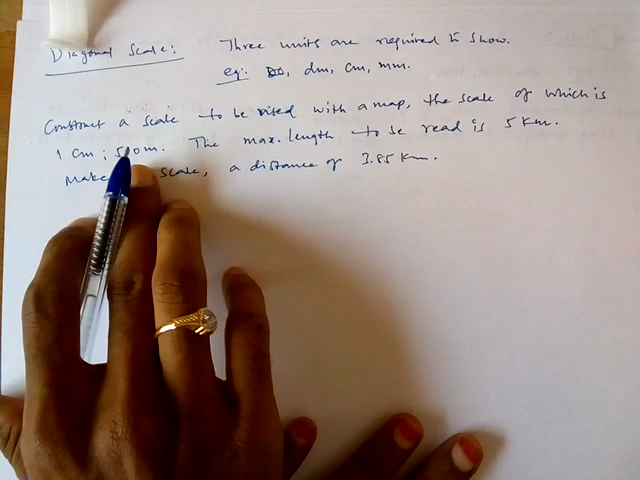 Diagonal Scale: Three units are required to show.
eg: dm, cm, mm.
Construct a scale to be used with a map, the scale of which is
1 cm : 500m. The max. length to be read is 5 km.
Make scale, a distance of 3.85 km.